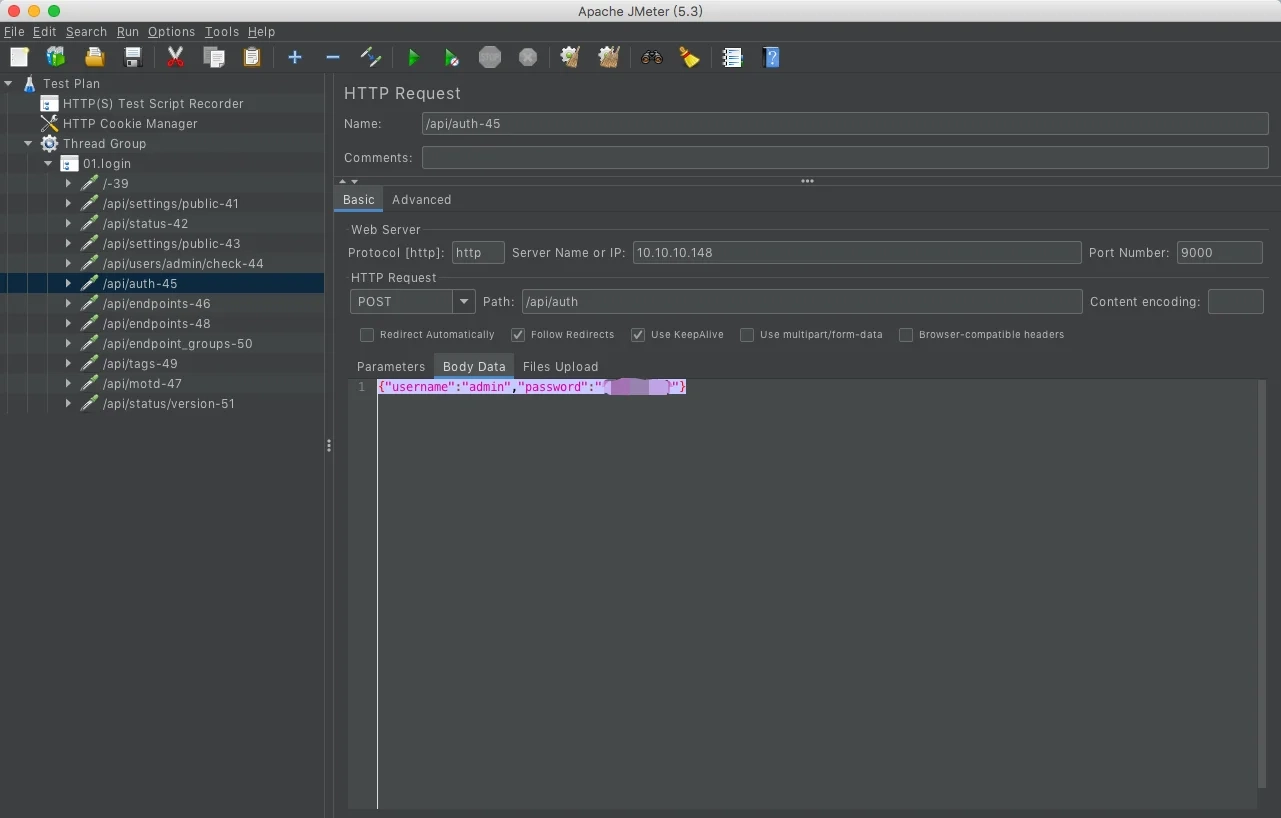 Apache JMeter (5.3)
File Edit Search Run Options Tools Help
STOP
Test Plan
HTTP(S) Test Script Recorder
HTTP Cookie Manager
Thread Group
01.login
/-39
/api/settings/public-41
/api/status-42
/api/settings/public-43
/api/users/admin/check-44
/api/auth-45
/api/endpoints-46
/api/endpoints-48
/api/endpoint_groups-50
/api/tags-49
/api/motd-47
/api/status/version-51
HTTP Request
Name: /api/auth-45
Comments:
Basic Advanced
Web Server
Protocol [http]: http Server Name or IP: 10.10.10.148 Port Number: 9000
HTTP Request
POST Path: /api/auth Content encoding:
Redirect Automatically Follow Redirects Use KeepAlive Use multipart/form-data Browser-compatible headers
Parameters Body Data Files Upload
1 {"username":"admin","password":" "}